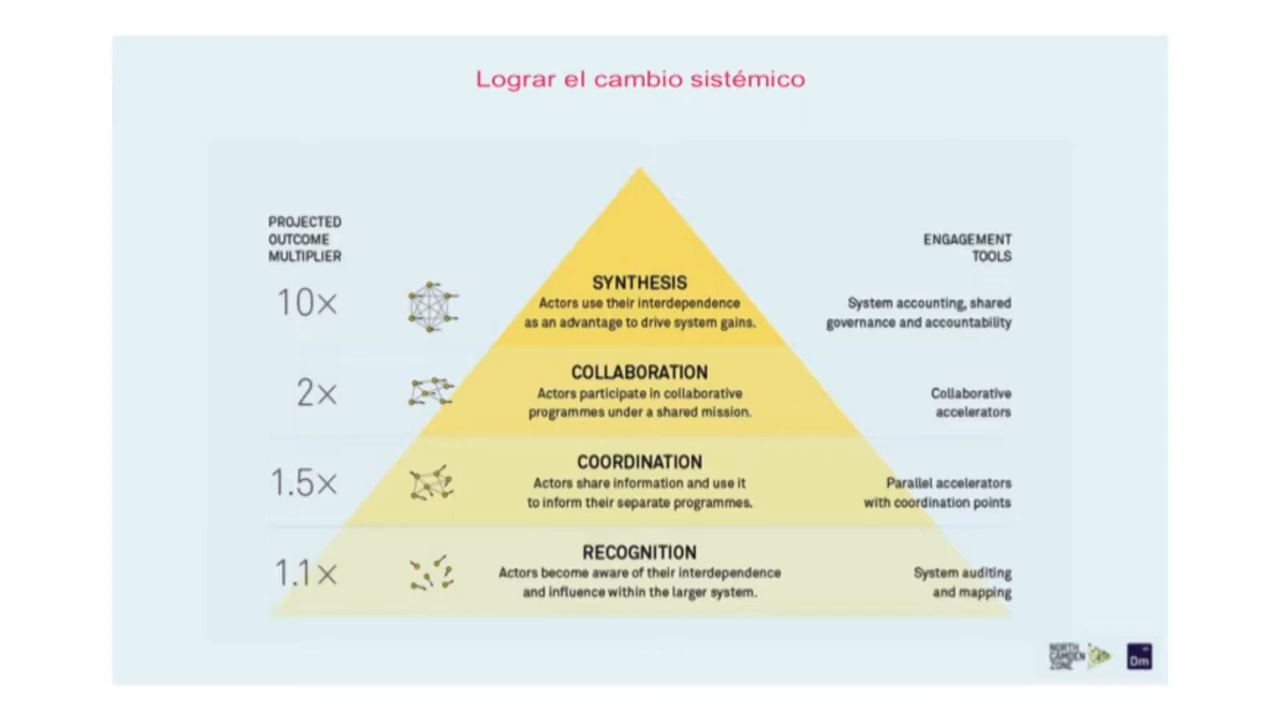 Lograr el cambio sistémico
PROJECTED
OUTCOME
MULTIPLIER
ENGAGEMENT
TOOLS
10×
SYNTHESIS
Actors use their interdependence
as an advantage to drive system gains.
System accounting, shared
governance and accountability
2×
COLLABORATION
Actors participate in collaborative
programmes under a shared mission.
Collaborative
accelerators
1.5×
COORDINATION
Actors share information and use it
to inform their separate programmes.
Parallel accelerators
with coordination points
1.1×
RECOGNITION
Actors become aware of their interdependence
and influence within the larger system.
System auditing
and mapping
NORTH
CAMDEN
ZONE
Dm